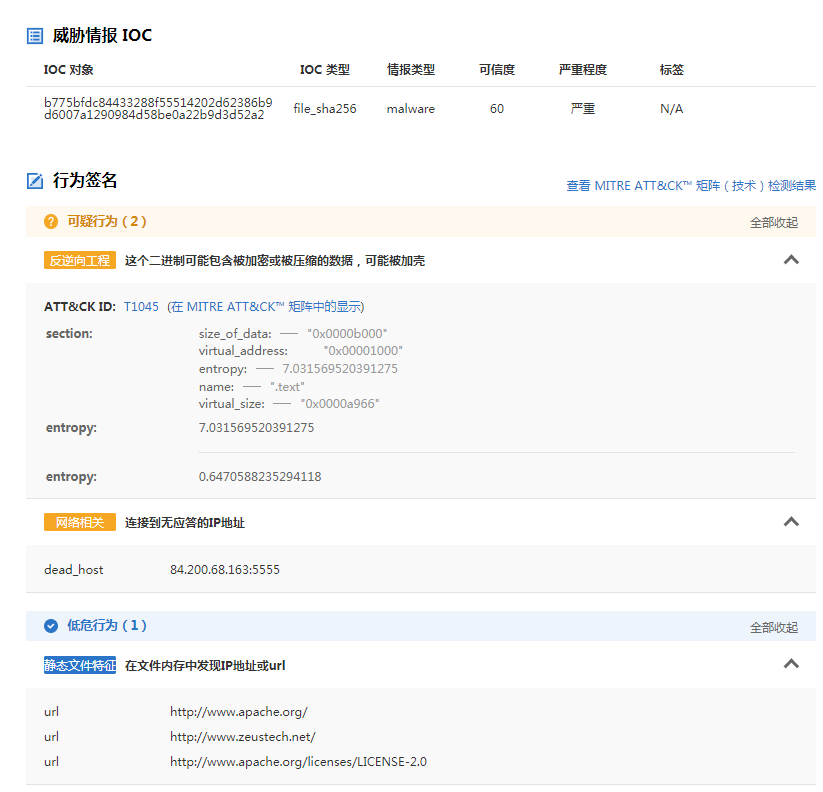 威胁情报 IOC
IOC 对象 IOC 类型 情报类型 可信度 严重程度 标签
b775bfdc84433288f55514202d62386b9
d6007a1290984d58be0a22b9d3d52a2 file_sha256 malware 60 严重 N/A
行为签名
查看 MITRE ATT&CK™ 矩阵（技术）检测结果
可疑行为（2） 全部收起
反逆向工程 这个二进制可能包含被加密或被压缩的数据，可能被加壳
ATT&CK ID: T1045 (在 MITRE ATT&CK™ 矩阵中的显示)
section: size_of_data: — "0x0000b000"
virtual_address: "0x00001000"
entropy: — 7.031569520391275
name: — ".text"
virtual_size: — "0x0000a966"
entropy: 7.031569520391275
entropy: 0.6470588235294118
网络相关 连接到无应答的IP地址
dead_host 84.200.68.163:5555
低危行为（1） 全部收起
静态文件特征 在文件内存中发现IP地址或url
url http://www.apache.org/
url http://www.zeustech.net/
url http://www.apache.org/licenses/LICENSE-2.0